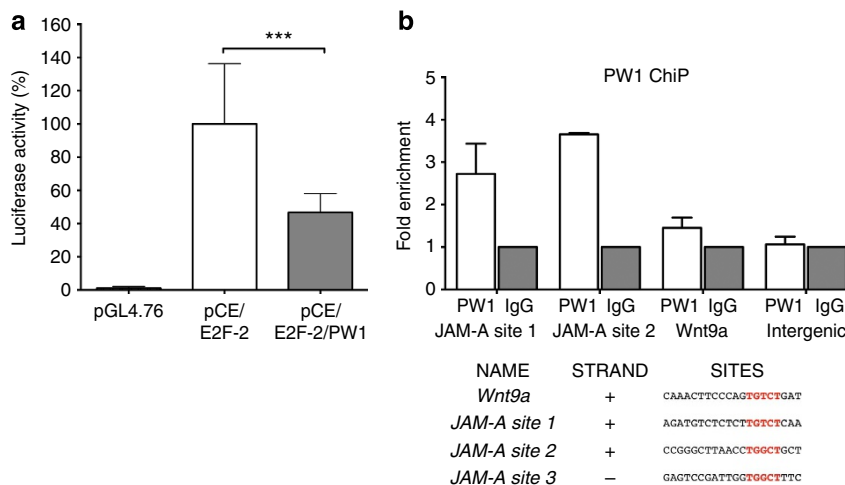 a
Luciferase activity (%)
160
140
120
100
80
60
40
20
0
***
pGL4.76
pCE/
E2F-2
pCE/
E2F-2/PW1
b
PW1 ChiP
Fold enrichment
5
4
3
2
1
0
PW1 IgG PW1 IgG PW1 IgG PW1 IgG
JAM-A site 1 JAM-A site 2 Wnt9a Intergenic
NAME STRAND SITES
Wnt9a + CAAACTTCCCAGTGTCTGAT
JAM-A site 1 + AGATGTCTCTCTTGTCTCAA
JAM-A site 2 + CCGGGCTTAACCTGGCTGCT
JAM-A site 3 – GAGTCCGATTGGTGGCTTTC